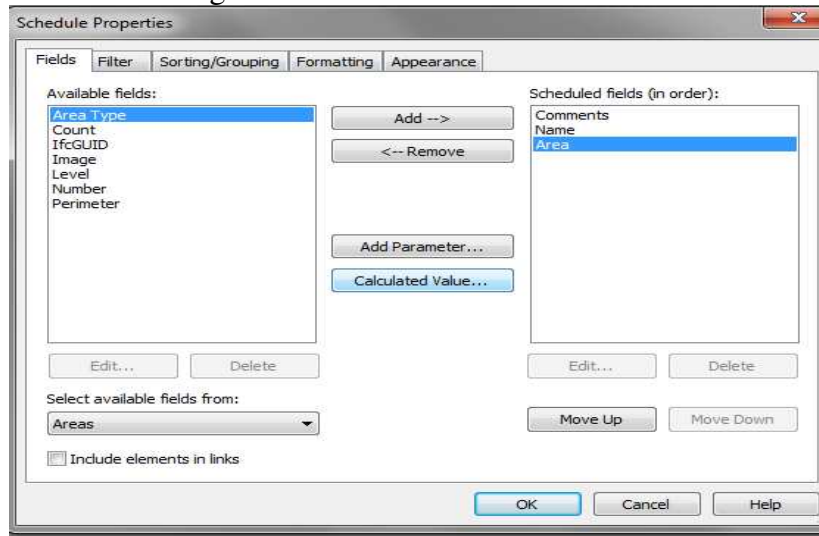 Schedule Properties
Fields Filter Sorting/Grouping Formatting Appearance
Available fields:
Area Type
Count
IfcGUID
Image
Level
Number
Perimeter
Add -->
<-- Remove
Add Parameter...
Calculated Value...
Scheduled fields (in order):
Comments
Name
Area
Edit... Delete
Edit... Delete
Select available fields from:
Areas
Move Up Move Down
Include elements in links
OK Cancel Help